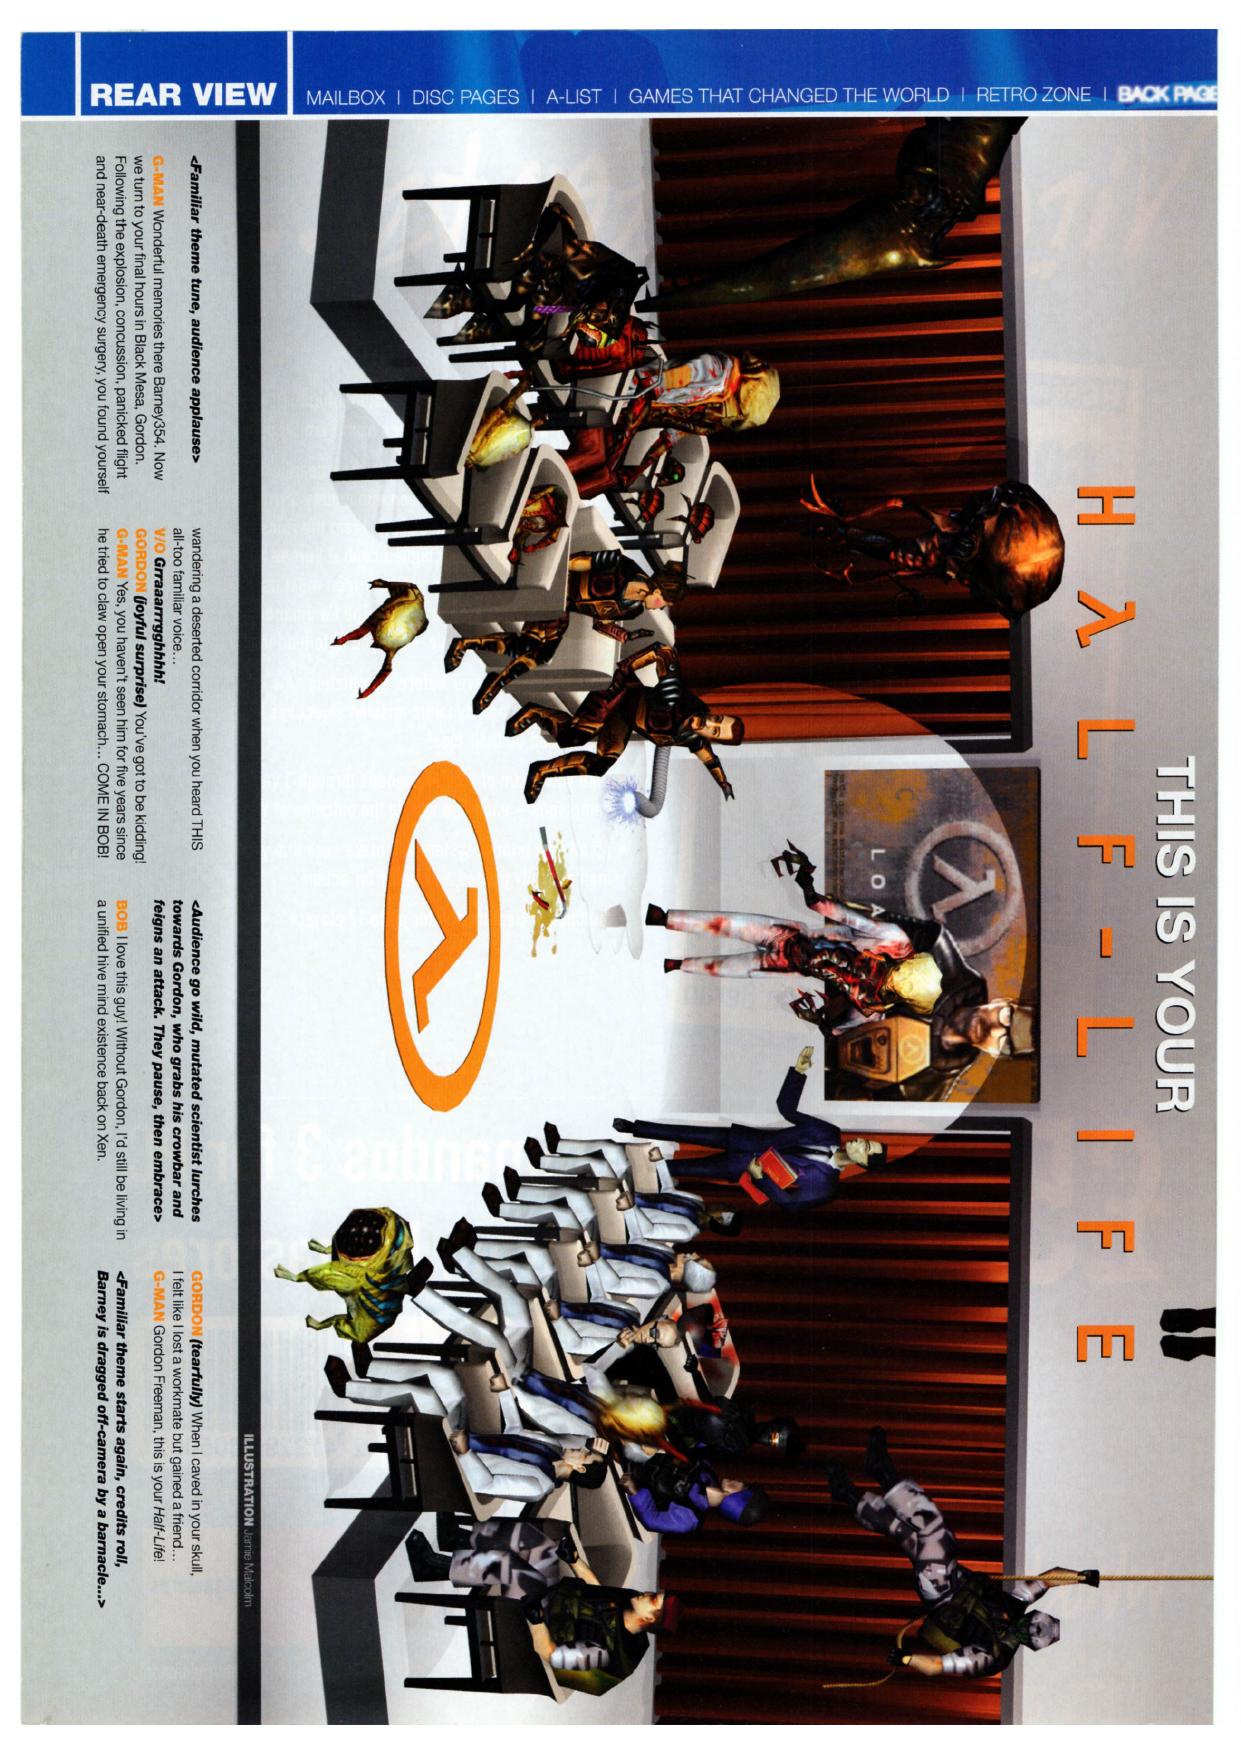 REAR VIEW
MAILBOX | DISC PAGES | A-LIST | GAMES THAT CHANGED THE WORLD | RETRO ZONE | BACK PAGE
THIS IS YOUR
HλLF-LIFE
λ
LOA
<Familiar theme tune, audience applause>
G-MAN Wonderful memories there Barney354. Now
we turn to your final hours in Black Mesa, Gordon.
Following the explosion, concussion, panicked flight
and near-death emergency surgery, you found yourself
wandering a deserted corridor when you heard THIS
all-too familiar voice...
V/O Grraaarrrgghhhh!
GORDON (joyful surprise) You've got to be kidding!
G-MAN Yes, you haven't seen him for five years since
he tried to claw open your stomach... COME IN BOB!
<Audience go wild, mutated scientist lurches
towards Gordon, who grabs his crowbar and
feigns an attack. They pause, then embrace>
BOB I love this guy! Without Gordon, I'd still be living in
a unified hive mind existence back on Xen.
GORDON (tearfully) When I caved in your skull,
I felt like I lost a workmate but gained a friend...
G-MAN Gordon Freeman, this is your Half-Life!
<Familiar theme starts again, credits roll,
Barney is dragged off-camera by a barnacle...>
ILLUSTRATION Jamie Malcolm